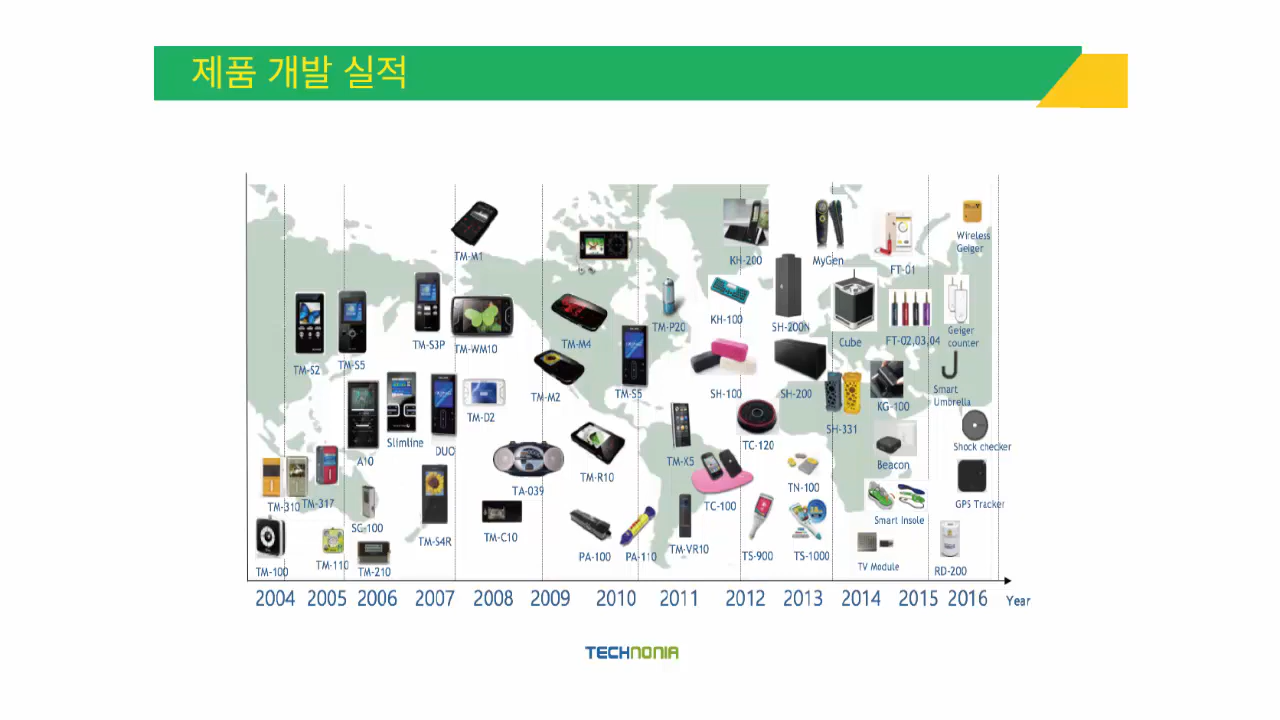 제품 개발 실적
TM-M1
KH-200
MyGen
FT-01
Wireless
Geiger
TM-S2
TM-S5
TM-S3P
TM-WM10
TM-M4
TM-P20
KH-100
SH-200N
Cube
FT-02,03,04
Geiger
counter
TM-D2
TM-M2
TM-S6
SH-100
SH-200
KG-100
Smart
Umbrella
A10
Slimline
DUO
TM-X5
TC-120
SH-331
Shock checker
TM-310
TM-317
SC-100
TA-039
TM-R10
TC-100
TN-100
Beacon
GPS Tracker
TM-100
TM-110
TM-210
TM-S4R
TM-C10
PA-100
PA-110
TM-VR10
TS-900
TS-1000
Smart Insole
TV Module
RD-200
2004 2005 2006 2007 2008 2009 2010 2011 2012 2013 2014 2015 2016 Year
TECHNONIA